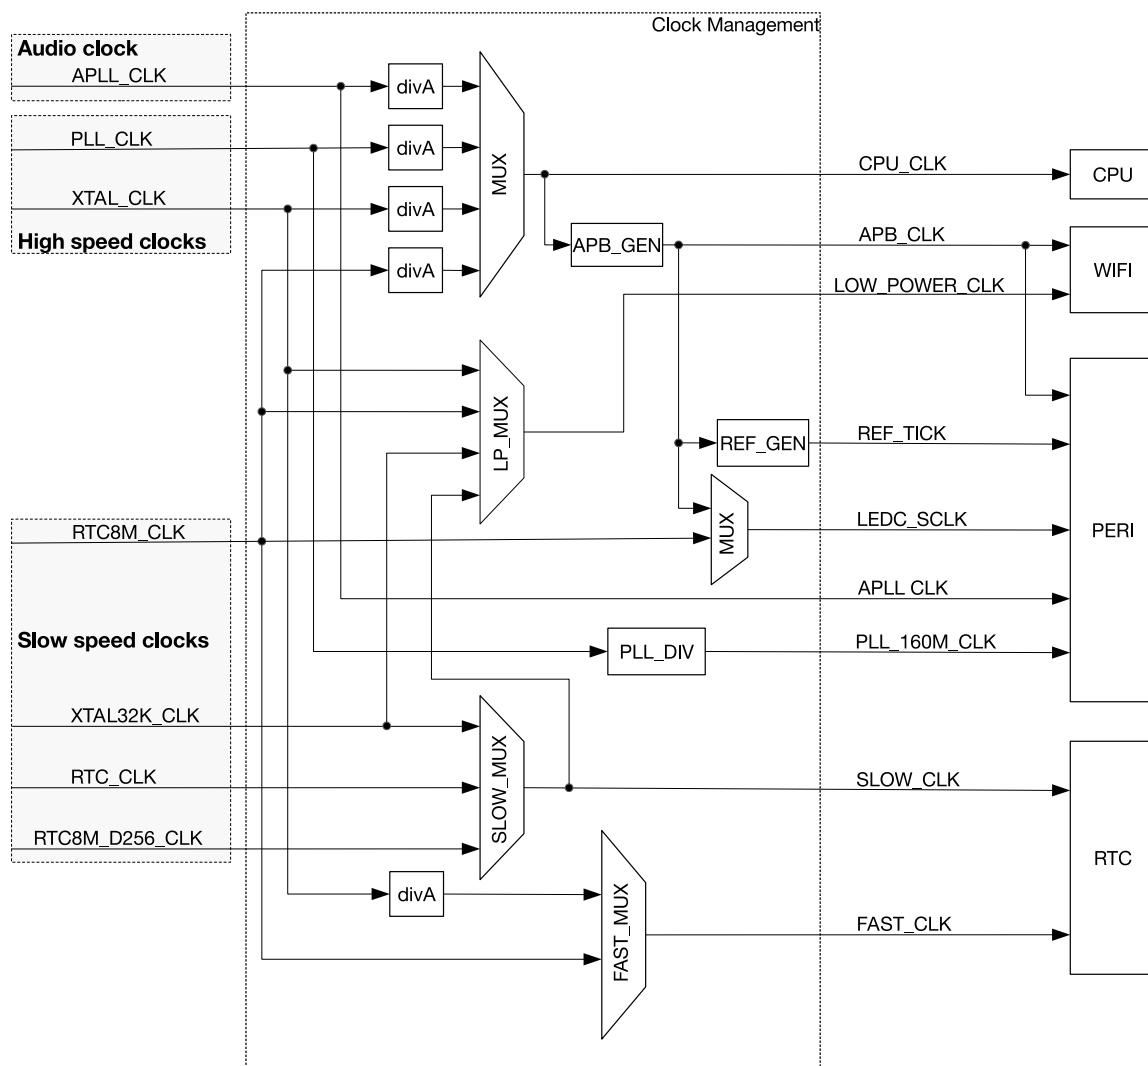 Clock Management
Audio clock
APLL_CLK
divA
PLL_CLK
divA
MUX
CPU_CLK
CPU
XTAL_CLK
divA
High speed clocks
APB_GEN
APB_CLK
WIFI
divA
LOW_POWER_CLK
LP_MUX
REF_GEN
REF_TICK
RTC8M_CLK
MUX
LEDC_SCLK
PERI
APLL CLK
Slow speed clocks
PLL_DIV
PLL_160M_CLK
XTAL32K_CLK
SLOW_MUX
RTC_CLK
SLOW_CLK
RTC8M_D256_CLK
RTC
divA
FAST_MUX
FAST_CLK